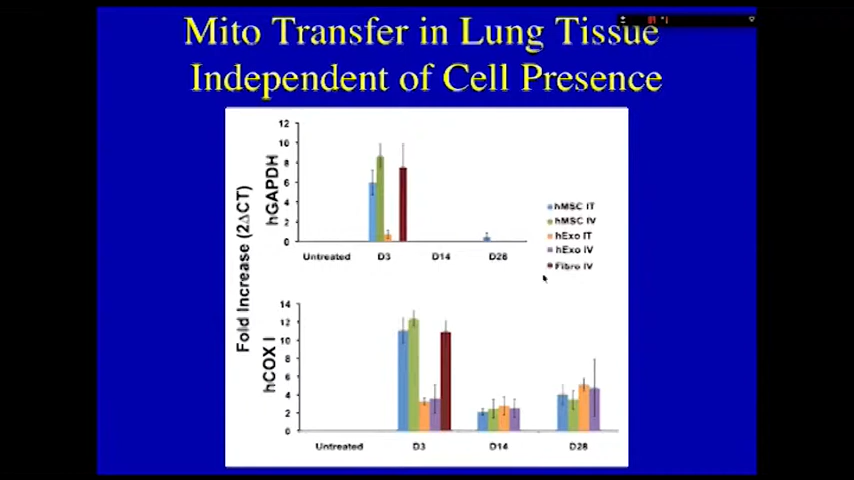 Mito Transfer in Lung Tissue
Independent of Cell Presence
Fold Increase (2ΔCT)
hGAPDH
12
10
8
6
4
2
0
Untreated D3 D14 D28
hMSC IT
hMSC IV
hExo IT
hExo IV
Fibro IV
hCOX I
14
12
10
8
6
4
2
0
Untreated D3 D14 D28